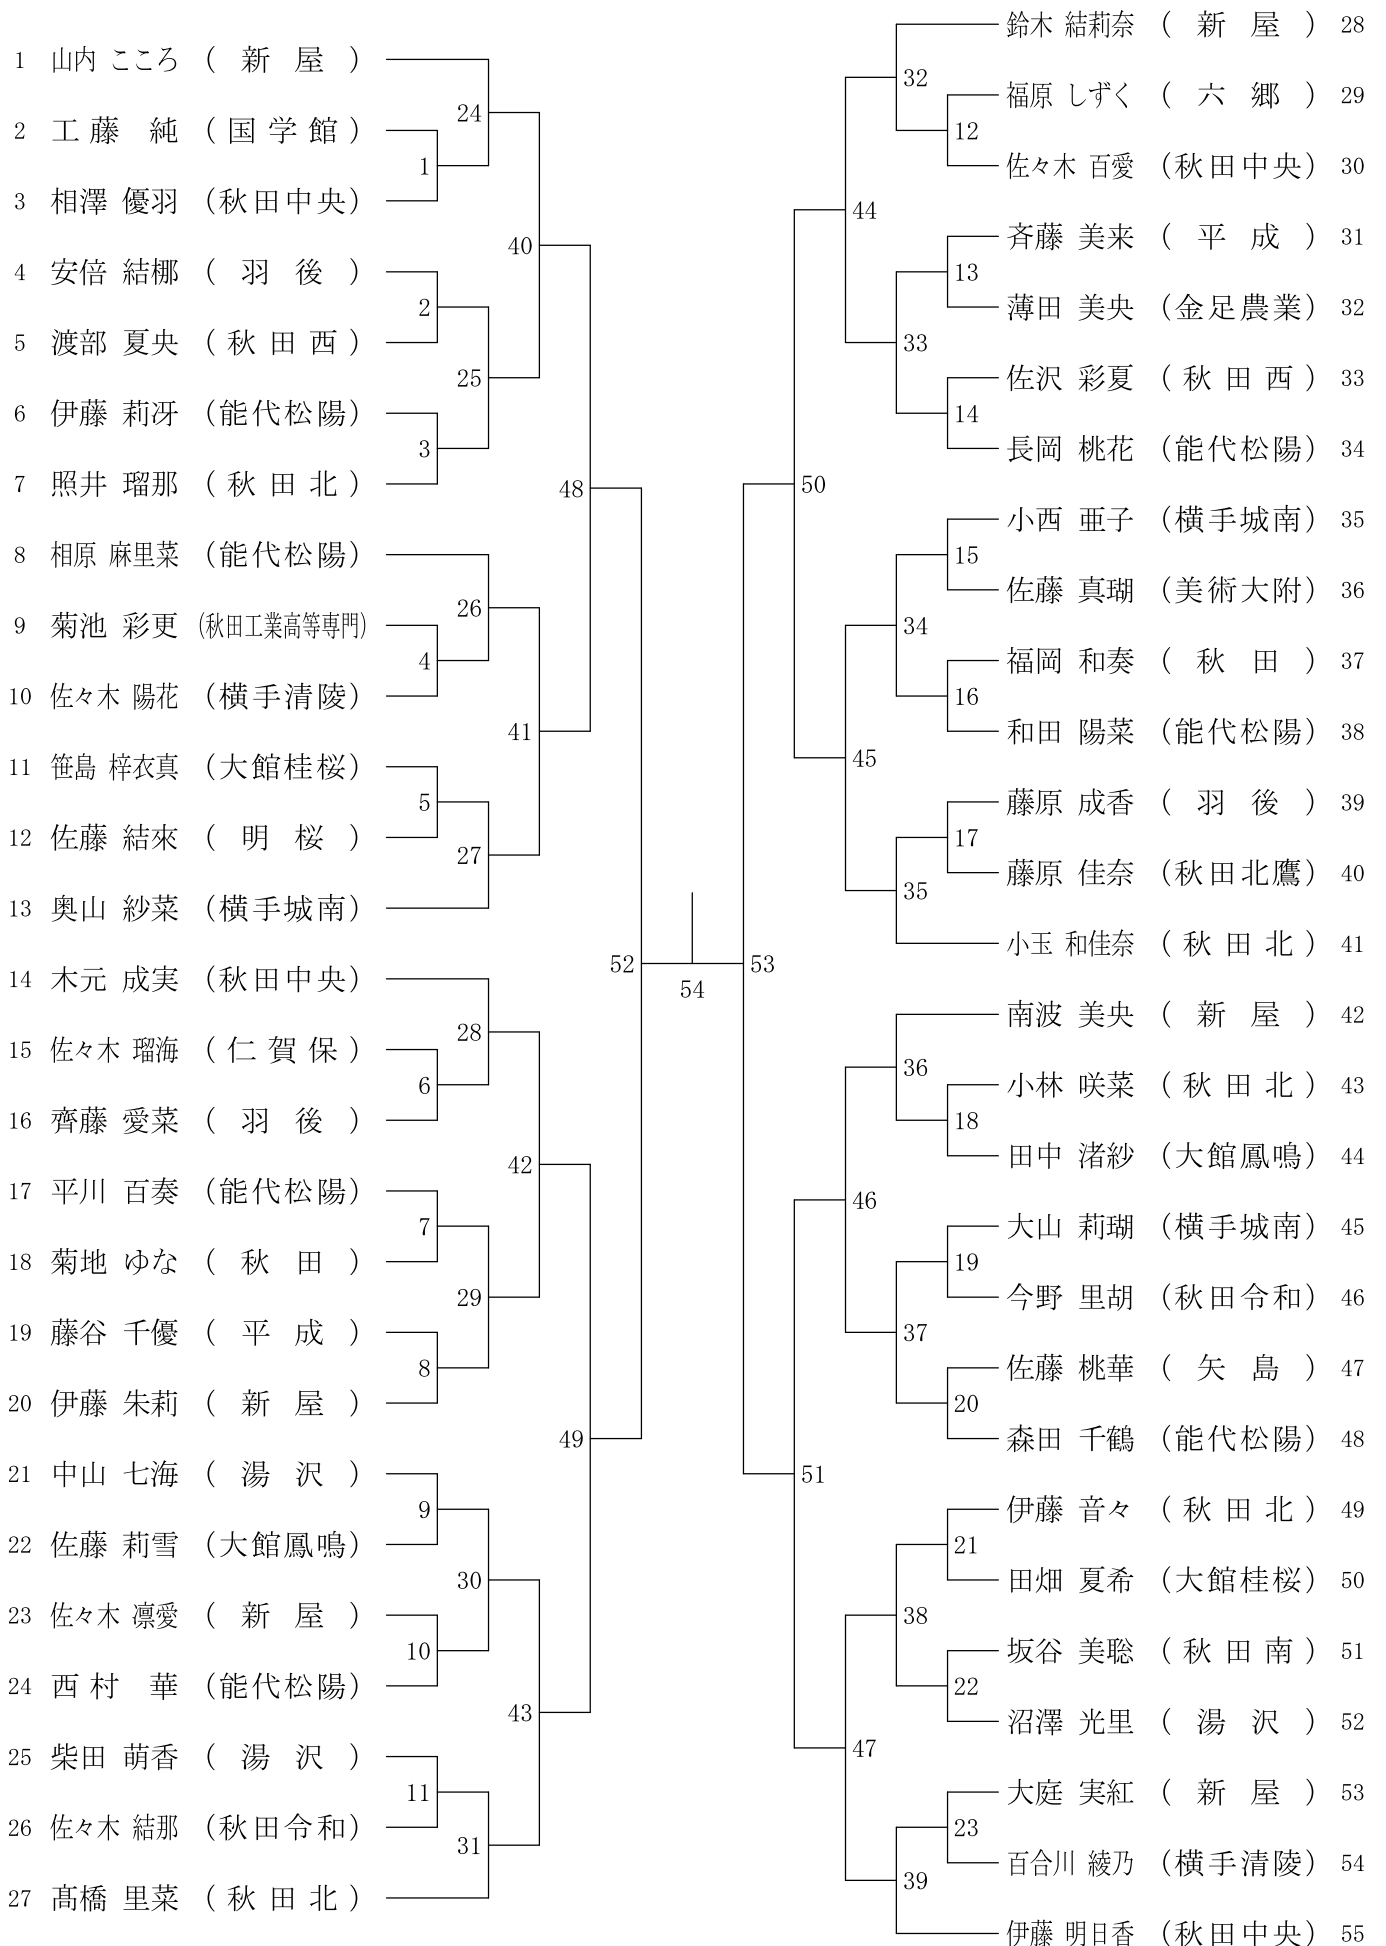 1 山内 こころ ( 新 屋 )
2 工 藤 純 ( 国 学 館 )
3 相澤 優羽 (秋田中央)
4 安倍 結梛 ( 羽 後 )
5 渡部 夏央 ( 秋 田 西 )
6 伊藤 莉冴 (能代松陽)
7 照井 瑠那 ( 秋 田 北 )
8 相原 麻里菜 (能代松陽)
9 菊池 彩更 (秋田工業高等専門)
10 佐々木 陽花 (横手清陵)
11 笹島 梓衣真 (大館桂桜)
12 佐藤 結來 ( 明 桜 )
13 奥山 紗菜 (横手城南)
14 木元 成実 (秋田中央)
15 佐々木 瑠海 ( 仁 賀 保 )
16 齊藤 愛菜 ( 羽 後 )
17 平川 百奏 (能代松陽)
18 菊地 ゆな ( 秋 田 )
19 藤谷 千優 ( 平 成 )
20 伊藤 朱莉 ( 新 屋 )
21 中山 七海 ( 湯 沢 )
22 佐藤 莉雪 (大館鳳鳴)
23 佐々木 凛愛 ( 新 屋 )
24 西 村 華 (能代松陽)
25 柴田 萌香 ( 湯 沢 )
26 佐々木 結那 (秋田令和)
27 髙橋 里菜 ( 秋 田 北 )
1
2
3
4
5
6
7
8
9
10
11
24
25
26
27
28
29
30
31
40
41
42
43
48
49
52
54
53
50
51
44
45
46
47
32
33
34
35
36
37
38
39
12
13
14
15
16
17
18
19
20
21
22
23
鈴木 結莉奈 ( 新 屋 ) 28
福原 しずく ( 六 郷 ) 29
佐々木 百愛 (秋田中央) 30
斉藤 美来 ( 平 成 ) 31
薄田 美央 (金足農業) 32
佐沢 彩夏 ( 秋 田 西 ) 33
長岡 桃花 (能代松陽) 34
小西 亜子 (横手城南) 35
佐藤 真瑚 (美術大附) 36
福岡 和奏 ( 秋 田 ) 37
和田 陽菜 (能代松陽) 38
藤原 成香 ( 羽 後 ) 39
藤原 佳奈 (秋田北鷹) 40
小玉 和佳奈 ( 秋 田 北 ) 41
南波 美央 ( 新 屋 ) 42
小林 咲菜 ( 秋 田 北 ) 43
田中 渚紗 (大館鳳鳴) 44
大山 莉瑚 (横手城南) 45
今野 里胡 (秋田令和) 46
佐藤 桃華 ( 矢 島 ) 47
森田 千鶴 (能代松陽) 48
伊藤 音々 ( 秋 田 北 ) 49
田畑 夏希 (大館桂桜) 50
坂谷 美聡 ( 秋 田 南 ) 51
沼澤 光里 ( 湯 沢 ) 52
大庭 実紅 ( 新 屋 ) 53
百合川 綾乃 (横手清陵) 54
伊藤 明日香 (秋田中央) 55